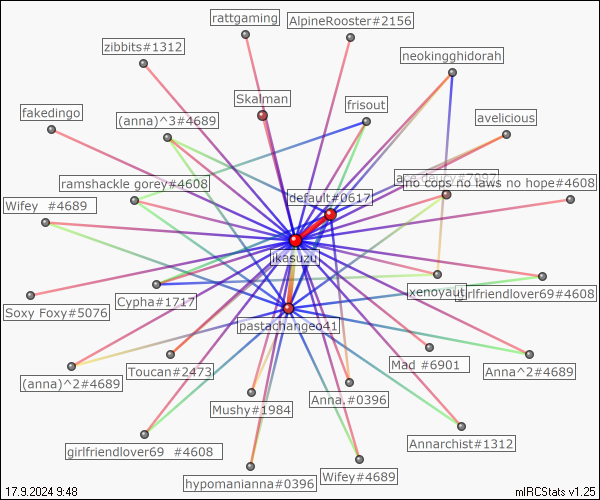 rattgaming
AlpineRooster#2156
zibbits#1312
neokingghidorah
Skalman
frisout
fakedingo
(anna)^3#4689
avelicious
ramshackle gorey#4608
no cops no laws no hope#4608
default#0617
Wifey #4689
jikasuzu
xenoyaut
girlfriendlover69#4608
Cypha#1717
Soxy Foxy#5076
pastachangeo41
Toucan#2473
Mad #6901
Anna^2#4689
(anna)^2#4689
Mushy#1984
Anna,#0396
Annarchist#1312
girlfriendlover69 #4608
hypomanianna#0396
Wifey#4689
17.9.2024 9:48
mIRCStats v1.25